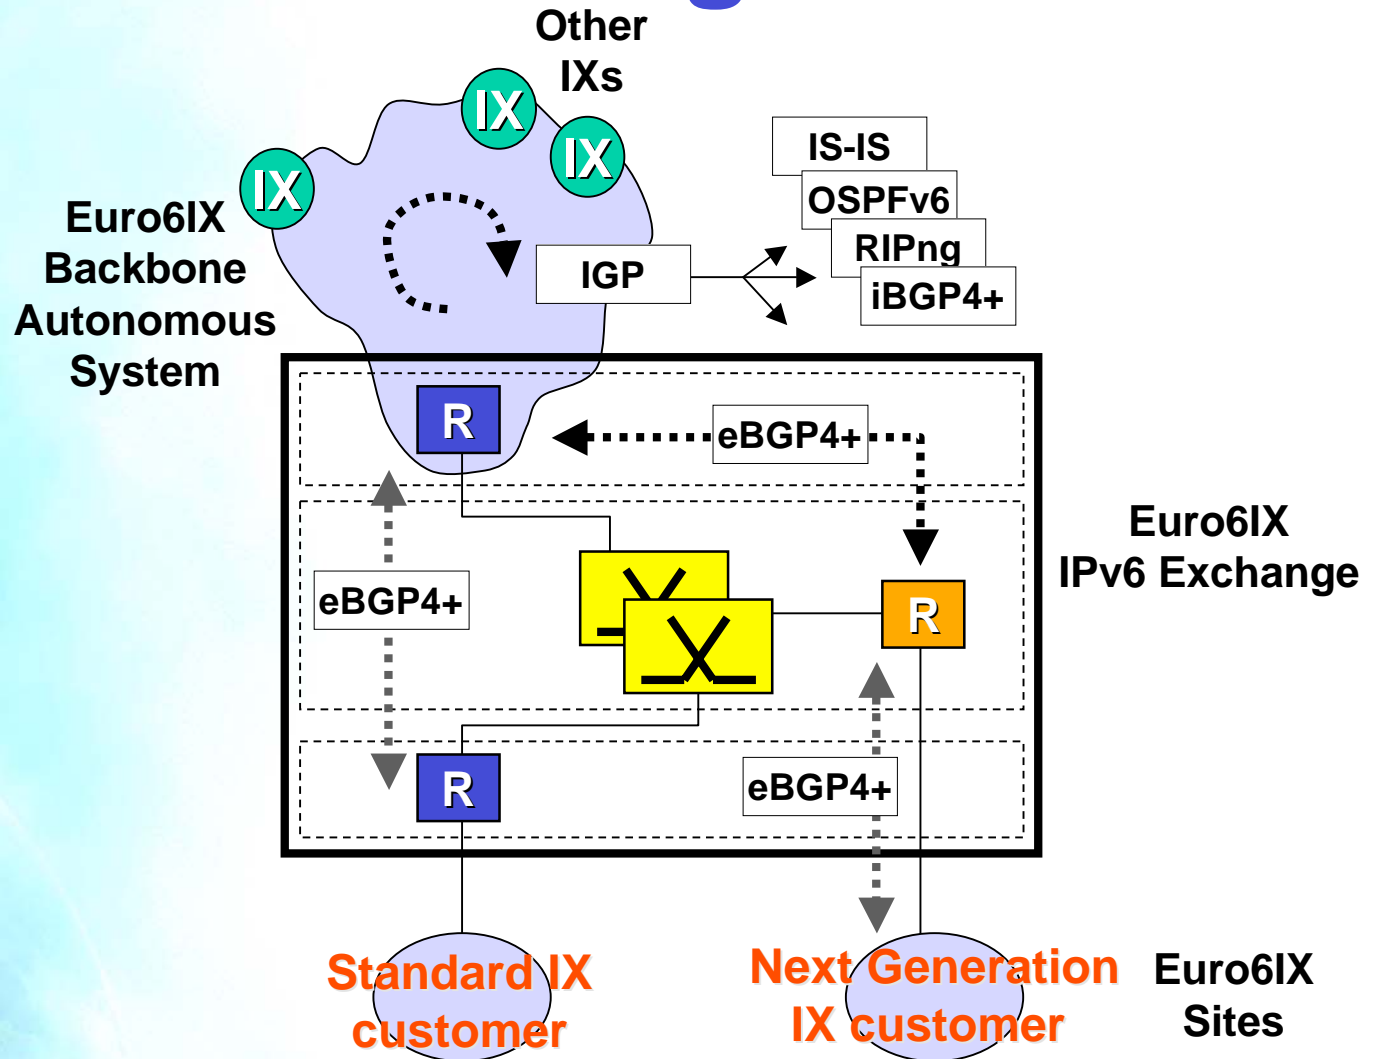 Other
IXs
IX
IX
IX
IS-IS
OSPFv6
RIPng
iBGP4+
IGP
Euro6IX
Backbone
Autonomous
System
R
eBGP4+
eBGP4+
R
Euro6IX
IPv6 Exchange
R
eBGP4+
Standard IX
customer
Next Generation
IX customer
Euro6IX
Sites